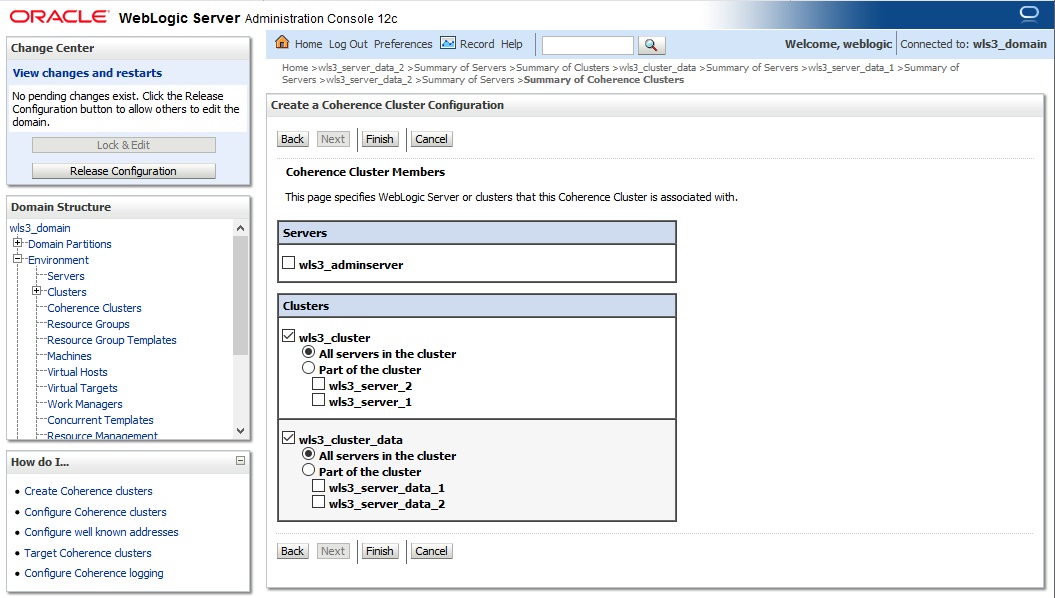 ORACLE WebLogic Server Administration Console 12c
Change Center
View changes and restarts
No pending changes exist. Click the Release
Configuration button to allow others to edit the
domain.
Lock & Edit
Release Configuration
Domain Structure
wls3_domain
Domain Partitions
Environment
Servers
Clusters
Coherence Clusters
Resource Groups
Resource Group Templates
Machines
Virtual Hosts
Virtual Targets
Work Managers
Concurrent Templates
Resource Management
How do I...
Create Coherence clusters
Configure Coherence clusters
Configure well known addresses
Target Coherence clusters
Configure Coherence logging
Home Log Out Preferences Record Help
Welcome, weblogic Connected to: wls3_domain
Home >wls3_server_data_2 >Summary of Servers >Summary of Clusters >wls3_cluster_data >Summary of Servers >wls3_server_data_1 >Summary of
Servers >wls3_server_data_2 >Summary of Servers >Summary of Coherence Clusters
Create a Coherence Cluster Configuration
Back Next Finish Cancel
Coherence Cluster Members
This page specifies WebLogic Server or clusters that this Coherence Cluster is associated with.
Servers
wls3_adminserver
Clusters
wls3_cluster
All servers in the cluster
Part of the cluster
wls3_server_2
wls3_server_1
wls3_cluster_data
All servers in the cluster
Part of the cluster
wls3_server_data_1
wls3_server_data_2
Back Next Finish Cancel